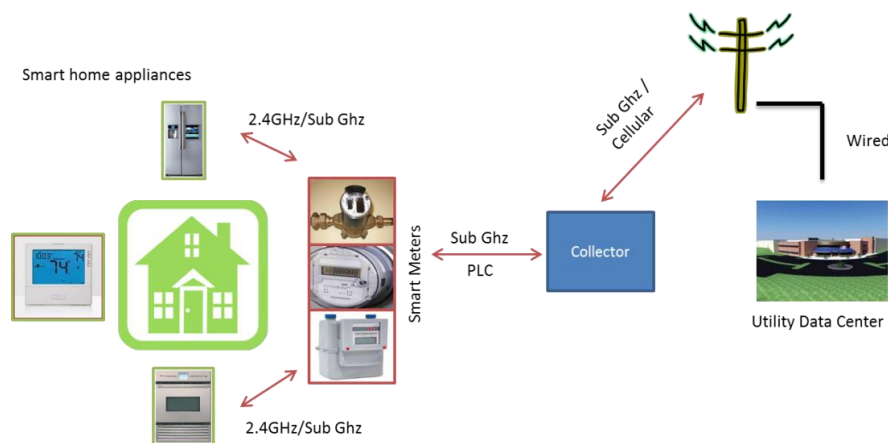 Smart home appliances
2.4GHz/Sub Ghz
Sub Ghz /
Cellular
Wired
Smart Meters
Sub Ghz
PLC
Collector
74
Utility Data Center
2.4GHz/Sub Ghz